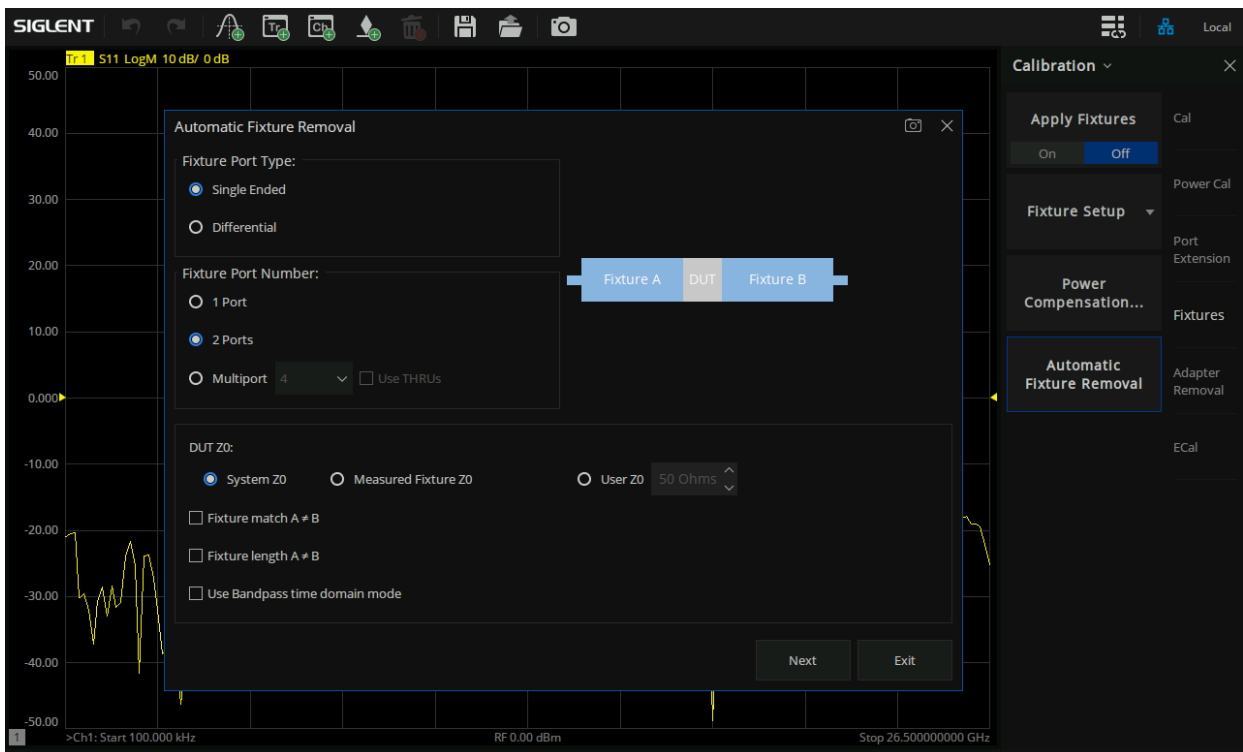 SIGLENT
Tr Ch
Local
Tr 1 S11 LogM 10 dB/ 0 dB
50.00
40.00
30.00
20.00
10.00
0.000
-10.00
-20.00
-30.00
-40.00
-50.00
Automatic Fixture Removal
Fixture Port Type:
Single Ended
Differential
Fixture Port Number:
1 Port
2 Ports
Multiport 4 Use THRUs
Fixture A DUT Fixture B
DUT Z0:
System Z0 Measured Fixture Z0 User Z0 50 Ohms
Fixture match A ≠ B
Fixture length A ≠ B
Use Bandpass time domain mode
Next Exit
1 >Ch1: Start 100.000 kHz RF 0.00 dBm Stop 26.500000000 GHz
Calibration
Apply Fixtures
On Off
Fixture Setup
Power
Compensation...
Automatic
Fixture Removal
Cal
Power Cal
Port
Extension
Fixtures
Adapter
Removal
ECal